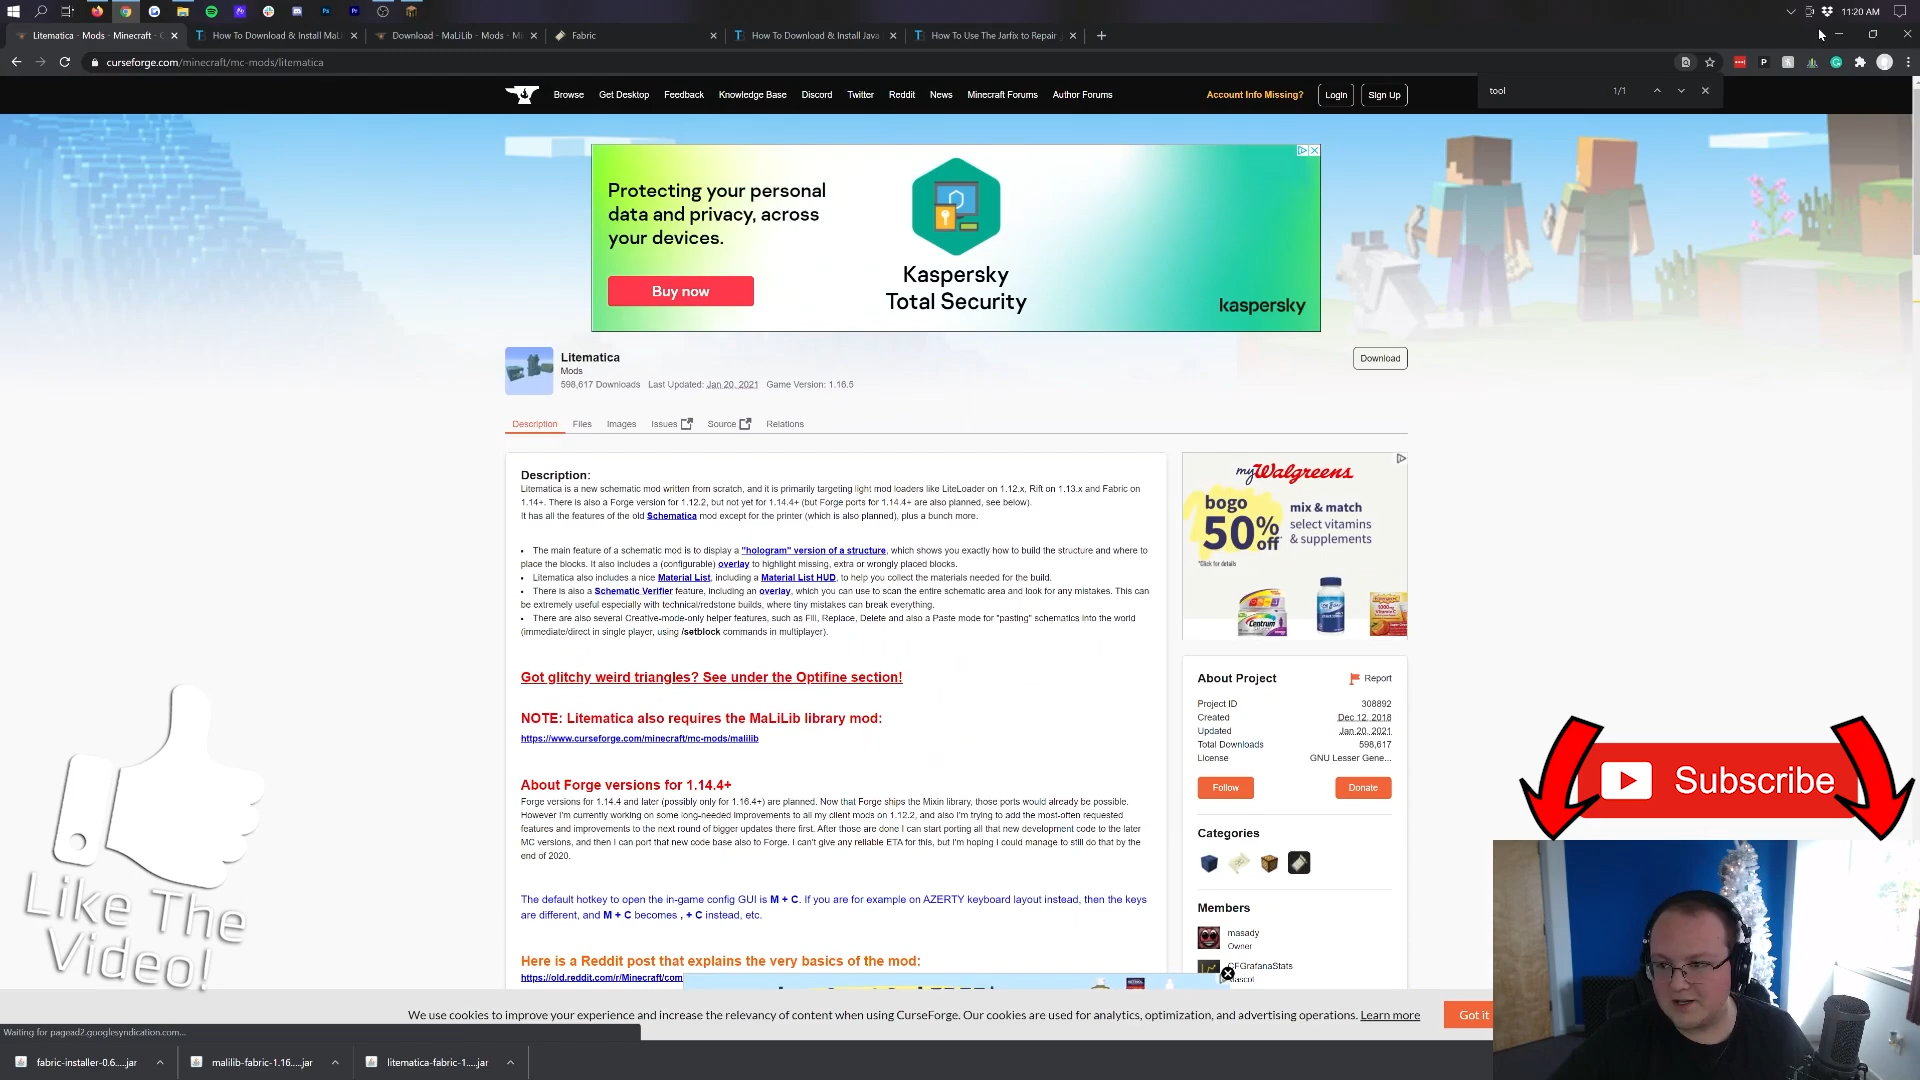 11:20 AM
Litematica - Mods - Minecraft - C
How To Download & Install MaLi
Download - MaLiLib - Mods - Mi
Fabric
How To Download & Install Java
How To Use The Jarfix to Repair
curseforge.com/minecraft/mc-mods/litematica
tool
1/1
Browse
Get Desktop
Feedback
Knowledge Base
Discord
Twitter
Reddit
News
Minecraft Forums
Author Forums
Account Info Missing?
Login
Sign Up
Protecting your personal
data and privacy, across
your devices.
Buy now
Kaspersky
Total Security
kaspersky
Litematica
Mods
598,617 Downloads Last Updated: Jan 20, 2021 Game Version: 1.16.5
Download
Description
Files
Images
Issues
Source
Relations
Description:
Litematica is a new schematic mod written from scratch, and it is primarily targeting light mod loaders like LiteLoader on 1.12.x, Rift on 1.13.x and Fabric on
1.14+. There is also a Forge version for 1.12.2, but not yet for 1.14.4+ (but Forge ports for 1.14.4+ are also planned, see below).
It has all the features of the old Schematica mod except for the printer (which is also planned), plus a bunch more.
• The main feature of a schematic mod is to display a "hologram" version of a structure, which shows you exactly how to build the structure and where to
place the blocks. It also includes a (configurable) overlay to highlight missing, extra or wrongly placed blocks.
• Litematica also includes a nice Material List, including a Material List HUD, to help you collect the materials needed for the build.
• There is also a Schematic Verifier feature, including an overlay, which you can use to scan the entire schematic area and look for any mistakes. This can
be extremely useful especially with technical/redstone builds, where tiny mistakes can break everything.
• There are also several Creative-mode-only helper features, such as Fill, Replace, Delete and also a Paste mode for "pasting" schematics into the world
(immediate/direct in single player, using /setblock commands in multiplayer).
Got glitchy weird triangles? See under the Optifine section!
NOTE: Litematica also requires the MaLiLib library mod:
https://www.curseforge.com/minecraft/mc-mods/malilib
About Forge versions for 1.14.4+
Forge versions for 1.14.4 and later (possibly only for 1.16.4+) are planned. Now that Forge ships the Mixin library, those ports would already be possible.
However I'm currently working on some long-needed improvements to all my client mods on 1.12.2, and also I'm trying to add the most-often requested
features and improvements to the next round of bigger updates there first. After those are done I can start porting all that new development code to the later
MC versions, and then I can port that new code base also to Forge. I can't give any reliable ETA for this, but I'm hoping I could manage to still do that by the
end of 2020.
The default hotkey to open the in-game config GUI is M + C. If you are for example on AZERTY keyboard layout instead, then the keys
are different, and M + C becomes , + C instead, etc.
Here is a Reddit post that explains the very basics of the mod:
https://old.reddit.com/r/Minecraft/com
my Walgreens
bogo
50% off*
mix & match
select vitamins
& supplements
*Click for details
Centrum
About Project
Report
Project ID 308892
Created Dec 12, 2018
Updated Jan 20, 2021
Total Downloads 598,617
License GNU Lesser Gene...
Follow
Donate
Categories
Members
masady
Owner
CFGrafanaStats
Like The
Video!
Subscribe
We use cookies to improve your experience and increase the relevancy of content when using CurseForge. Our cookies are used for analytics, optimization, and advertising operations. Learn more
Got it
Waiting for pagead2.googlesyndication.com...
fabric-installer-0.6....jar
malilib-fabric-1.16....jar
litematica-fabric-1....jar